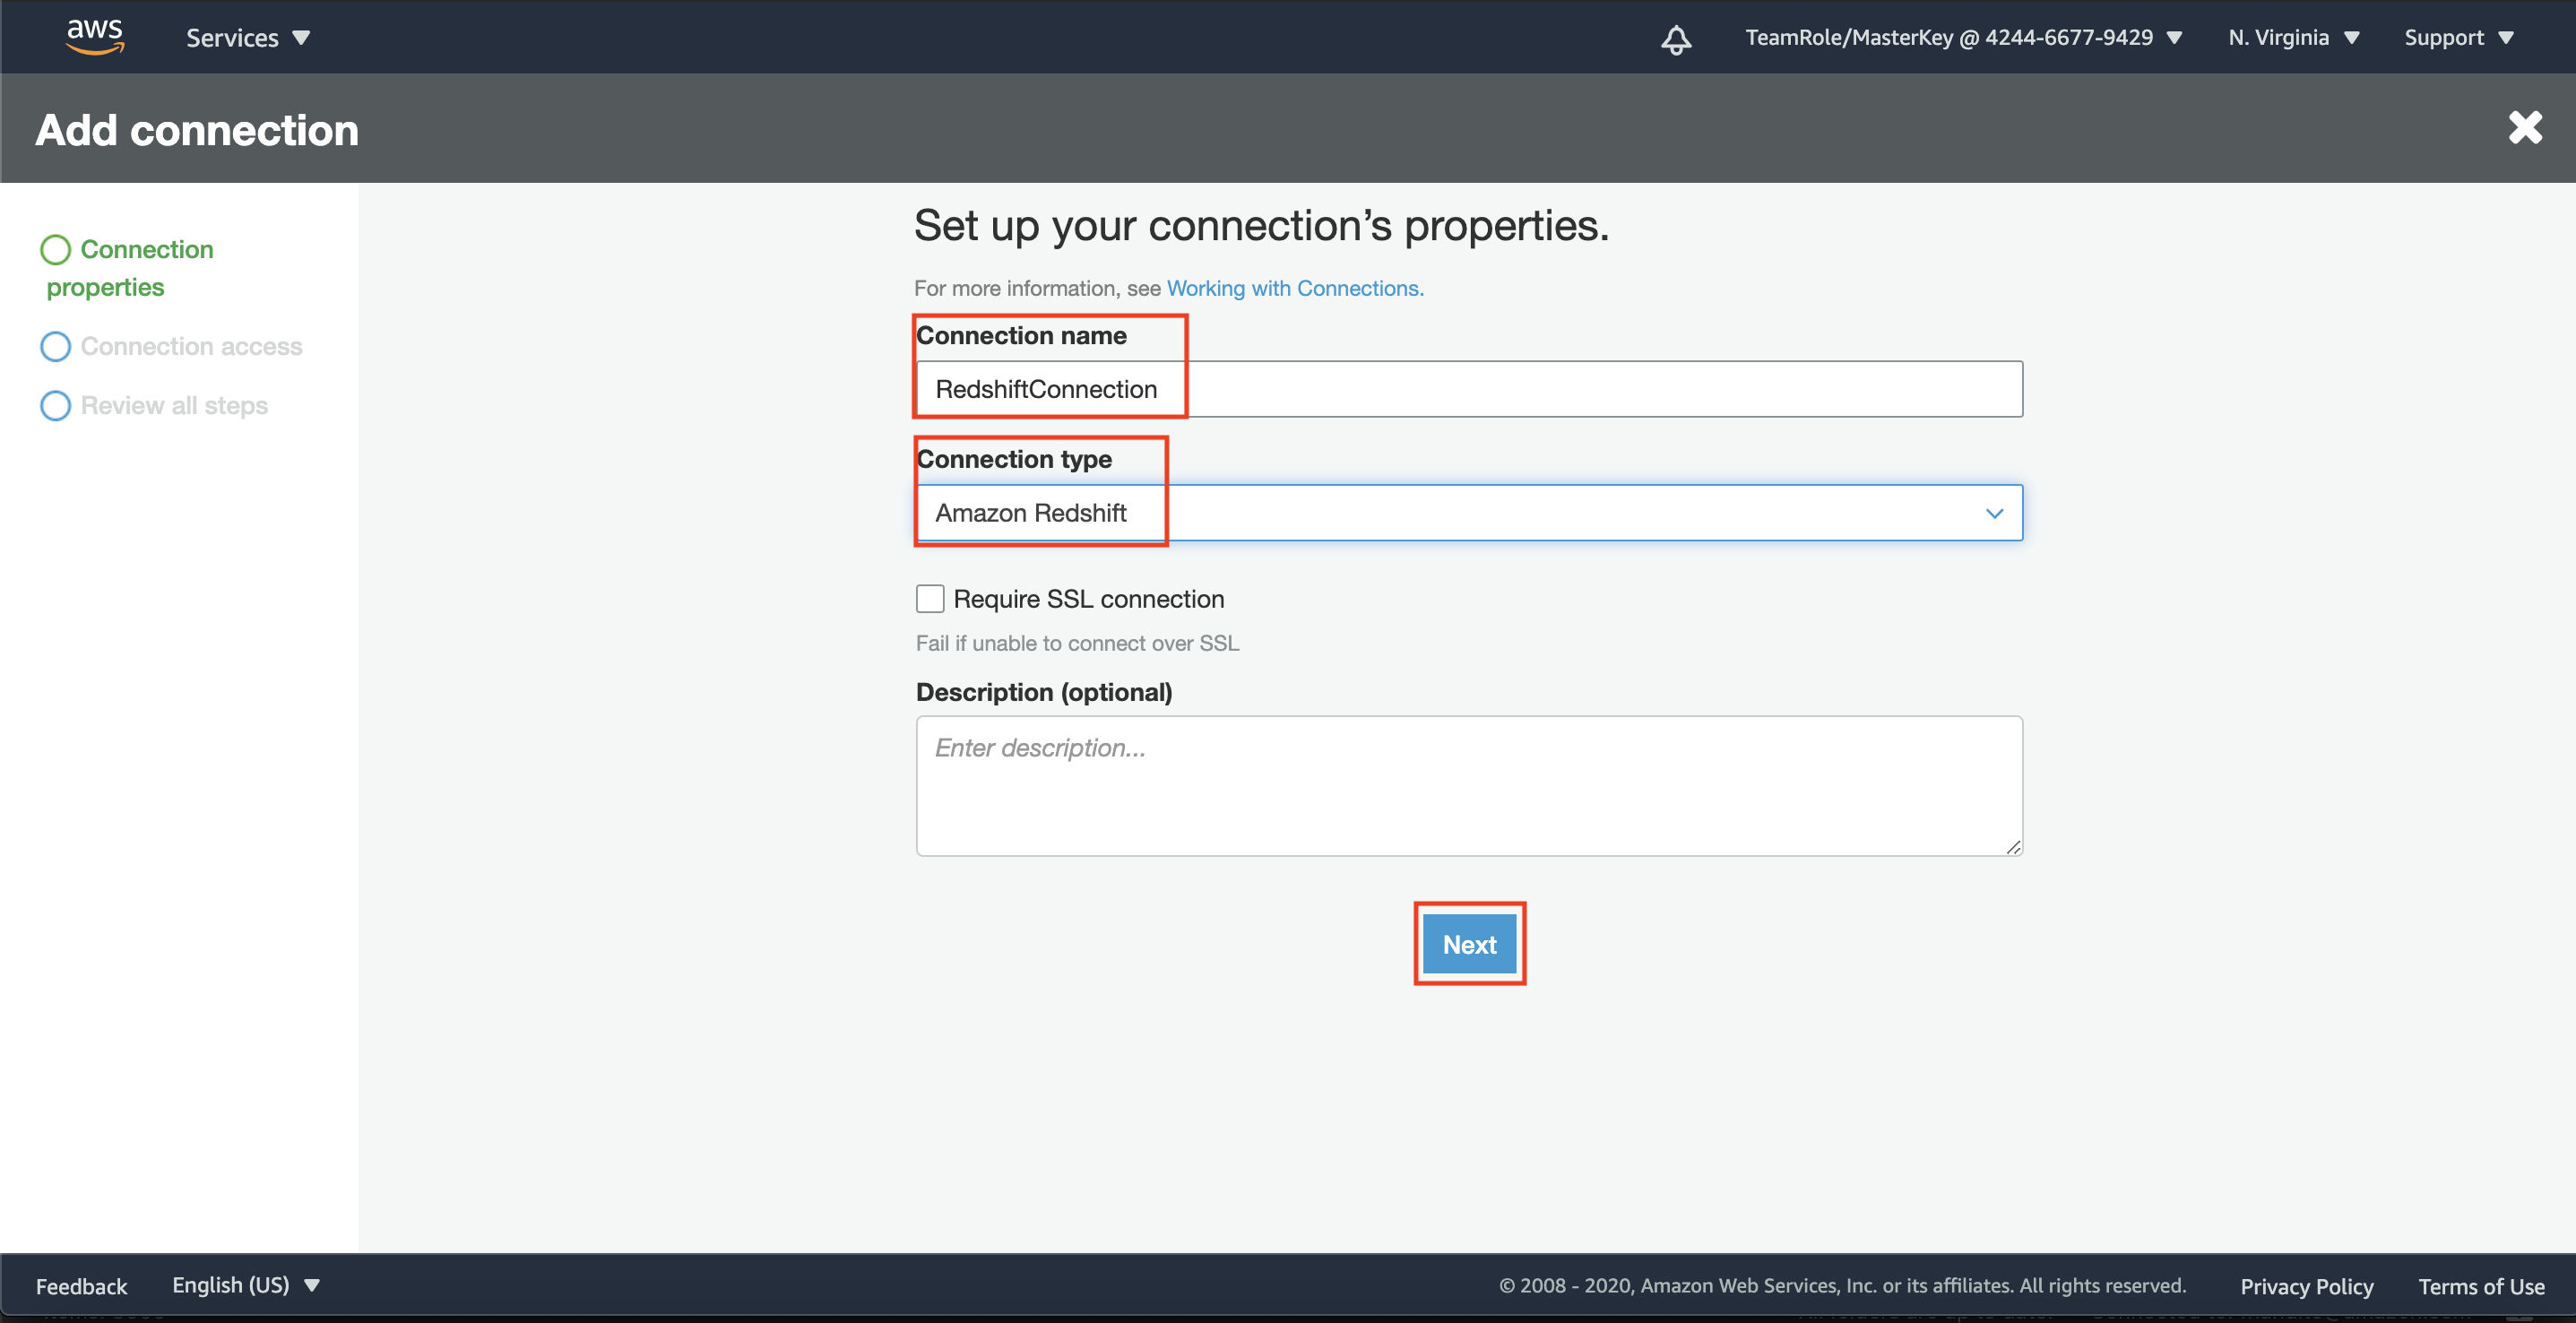 aws
Services
TeamRole/MasterKey @ 4244-6677-9429
N. Virginia
Support
Add connection
Connection
properties
Connection access
Review all steps
Set up your connection’s properties.
For more information, see Working with Connections.
Connection name
RedshiftConnection
Connection type
Amazon Redshift
Require SSL connection
Fail if unable to connect over SSL
Description (optional)
Enter description...
Next
Feedback
English (US)
© 2008 - 2020, Amazon Web Services, Inc. or its affiliates. All rights reserved.
Privacy Policy
Terms of Use